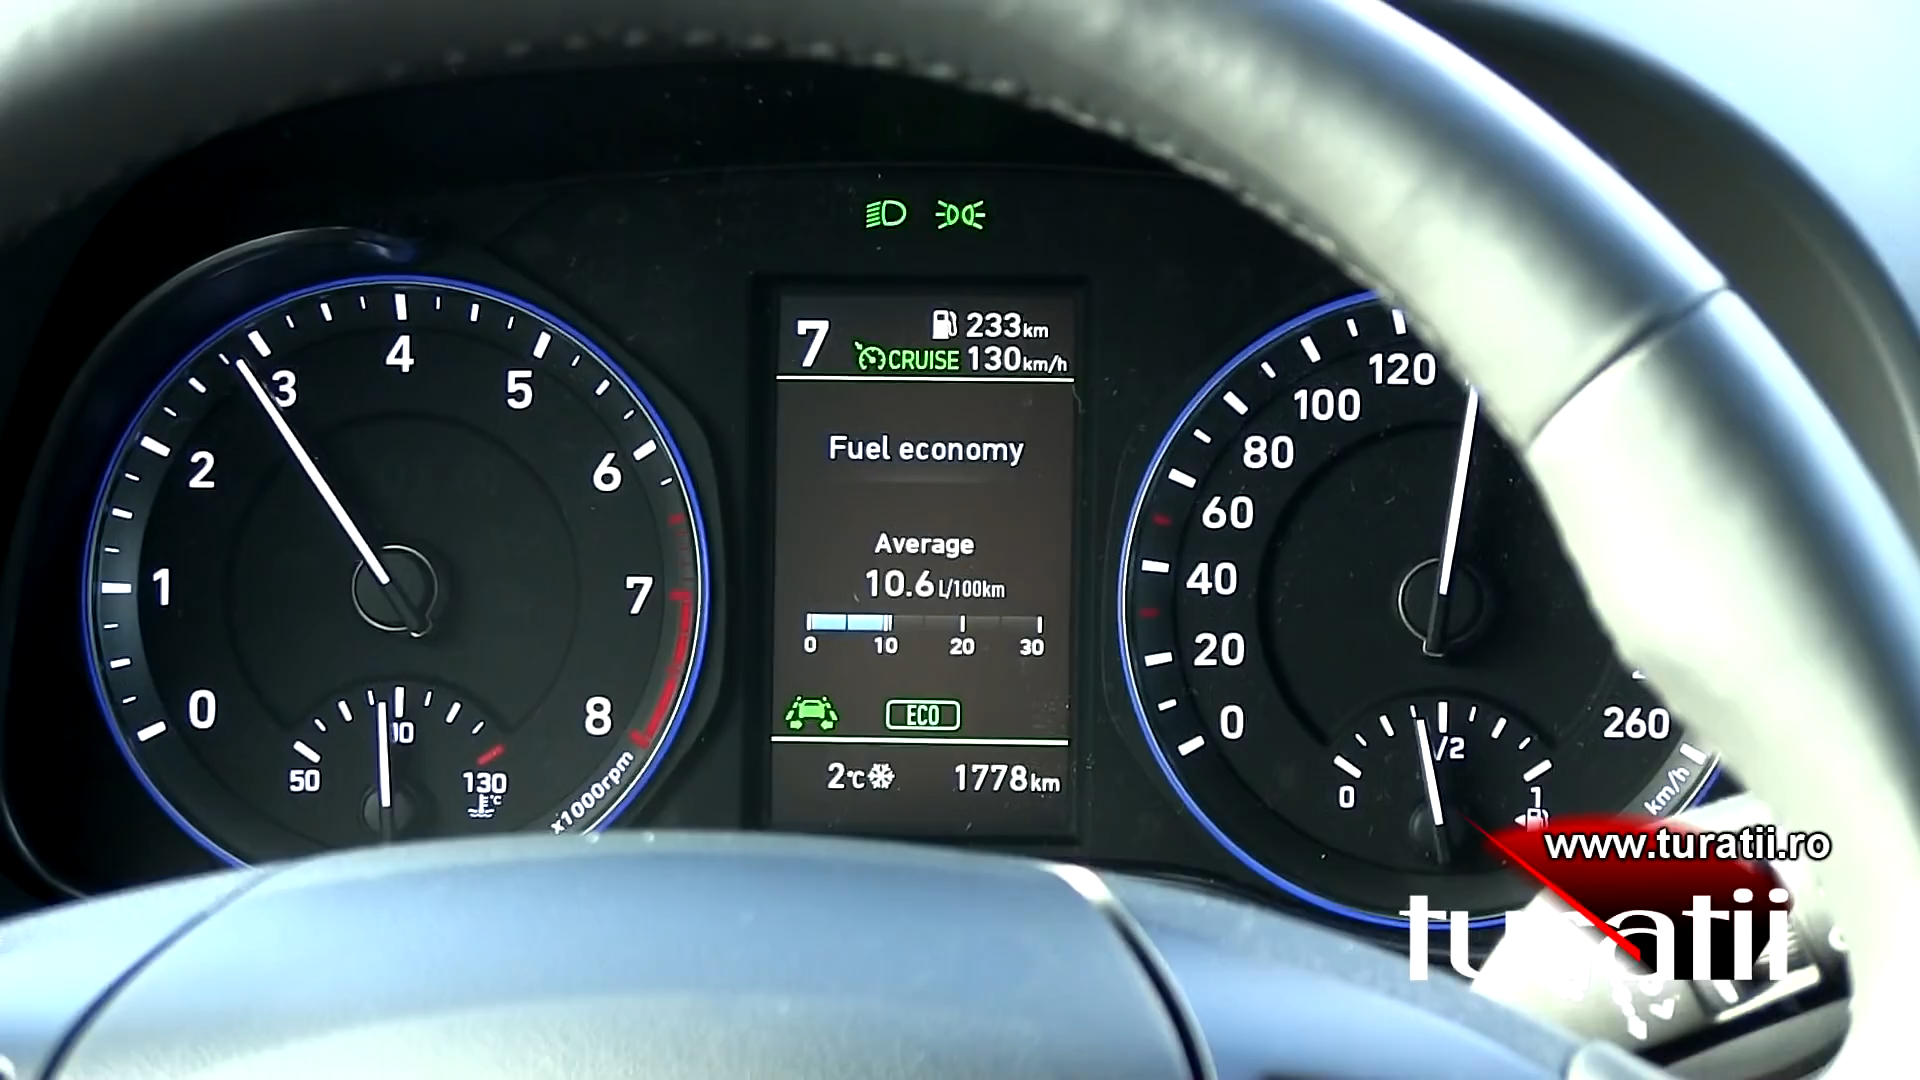 7
233km
CRUISE 130km/h
Fuel economy
Average
10.6 L/100km
0 10 20 30
ECO
2°C
1778km
0
1
2
3
4
5
6
7
8
x1000rpm
50
130
°C
0
20
40
60
80
100
120
260
km/h
0
/2
1
www.turatii.ro
turatii